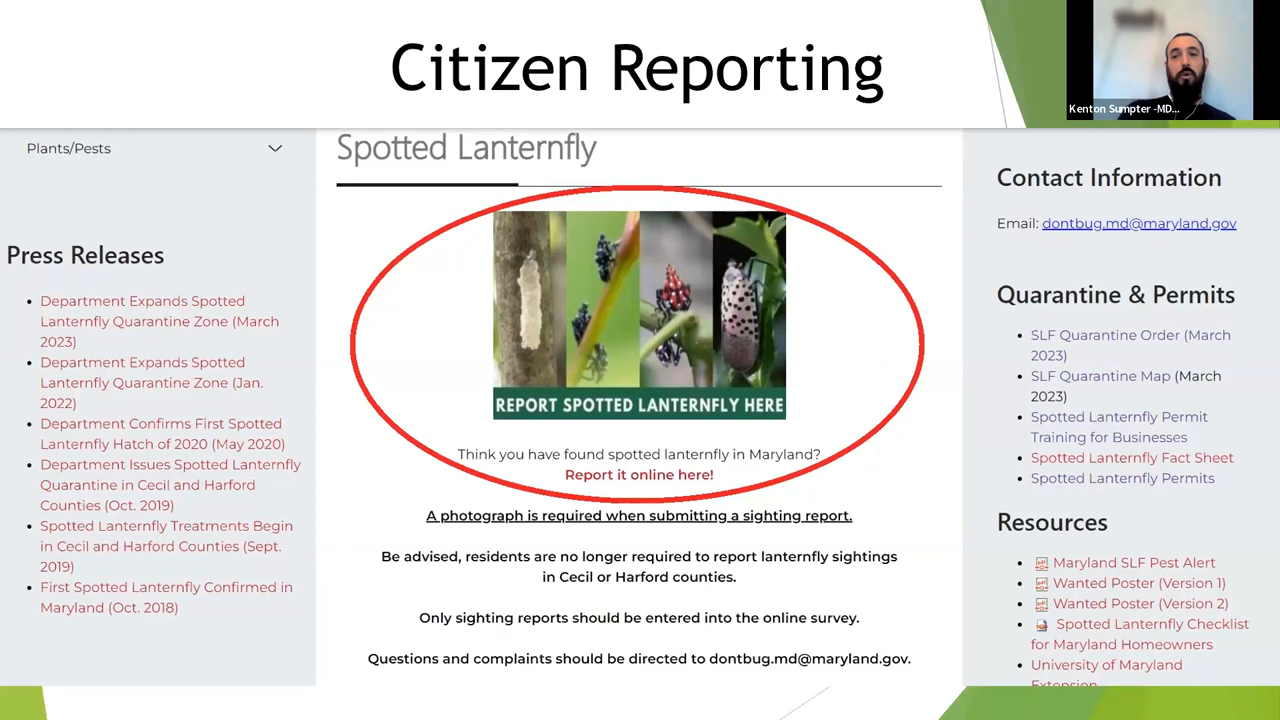 Citizen Reporting
Kenton Sumpter -MD...
Plants/Pests
Press Releases
Department Expands Spotted
Lanternfly Quarantine Zone (March
2023)
Department Expands Spotted
Lanternfly Quarantine Zone (Jan.
2022)
Department Confirms First Spotted
Lanternfly Hatch of 2020 (May 2020)
Department Issues Spotted Lanternfly
Quarantine in Cecil and Harford
Counties (Oct. 2019)
Spotted Lanternfly Treatments Begin
in Cecil and Harford Counties (Sept.
2019)
First Spotted Lanternfly Confirmed in
Maryland (Oct. 2018)
Spotted Lanternfly
REPORT SPOTTED LANTERNFLY HERE
Think you have found spotted lanternfly in Maryland?
Report it online here!
A photograph is required when submitting a sighting report.
Be advised, residents are no longer required to report lanternfly sightings
in Cecil or Harford counties.
Only sighting reports should be entered into the online survey.
Questions and complaints should be directed to dontbug.md@maryland.gov.
Contact Information
Email: dontbug.md@maryland.gov
Quarantine & Permits
SLF Quarantine Order (March
2023)
SLF Quarantine Map (March
2023)
Spotted Lanternfly Permit
Training for Businesses
Spotted Lanternfly Fact Sheet
Spotted Lanternfly Permits
Resources
Maryland SLF Pest Alert
Wanted Poster (Version 1)
Wanted Poster (Version 2)
Spotted Lanternfly Checklist
for Maryland Homeowners
University of Maryland
Extension